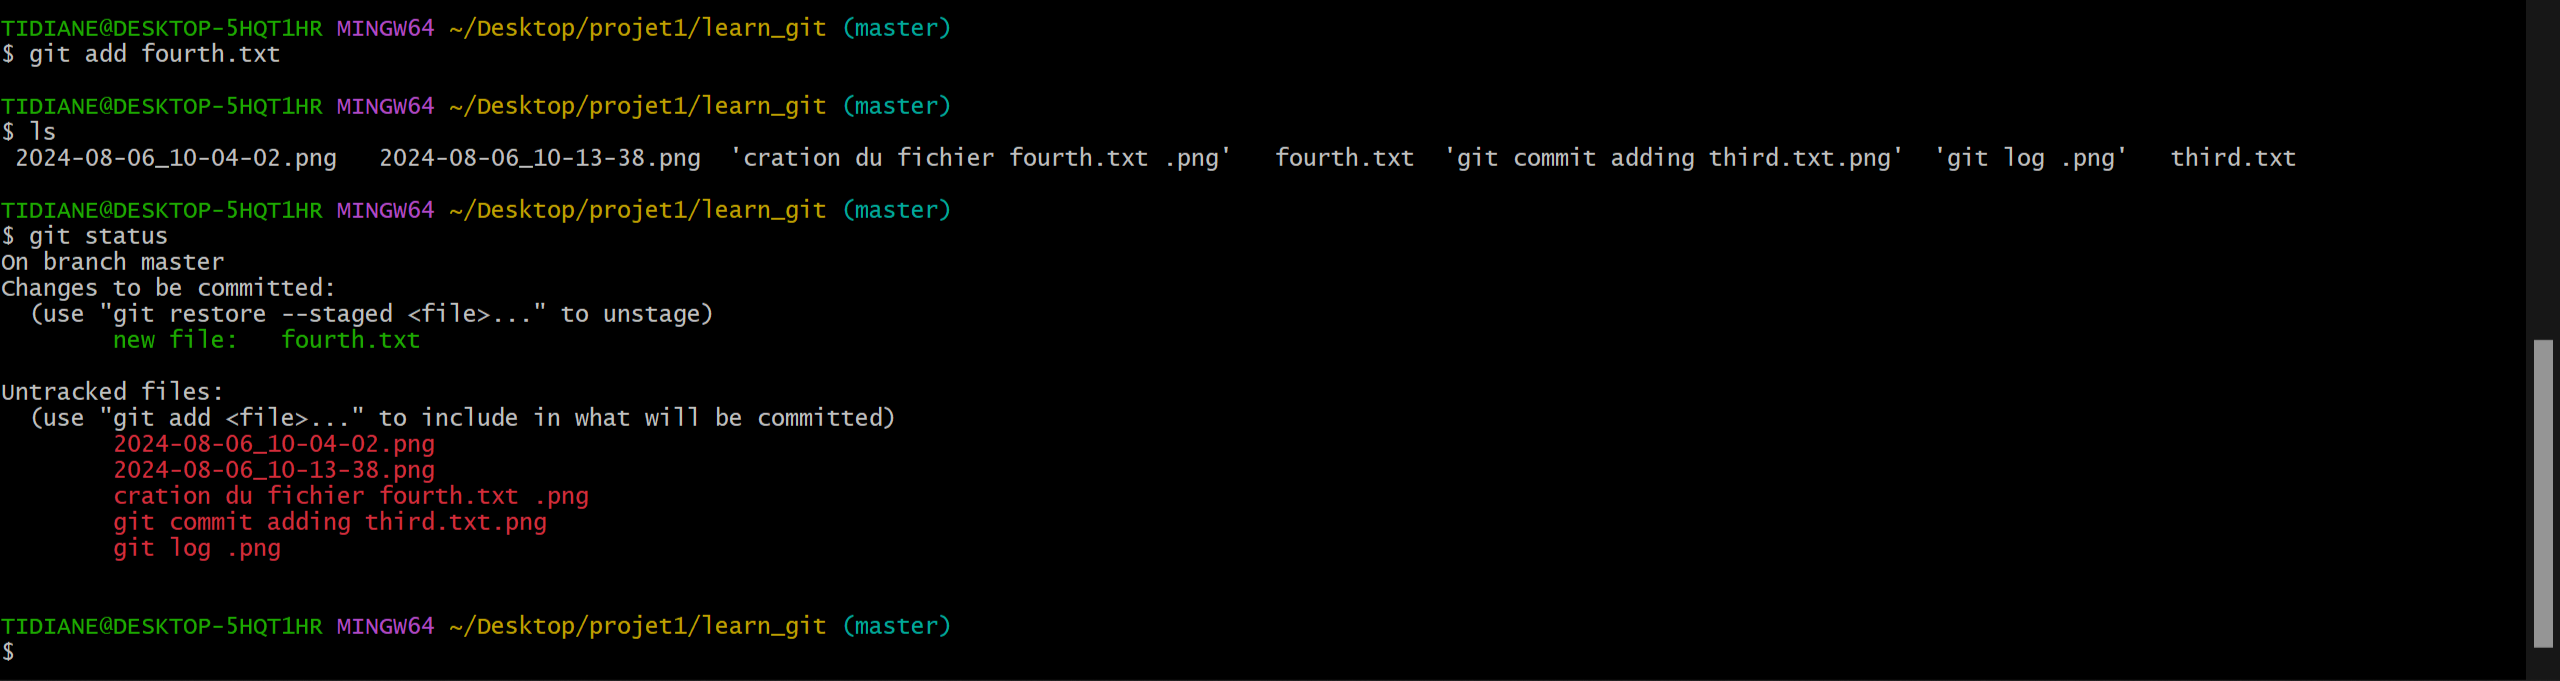 TIDIANE@DESKTOP-5HQT1HR MINGW64 ~/Desktop/projet1/learn_git (master)
$ git add fourth.txt
TIDIANE@DESKTOP-5HQT1HR MINGW64 ~/Desktop/projet1/learn_git (master)
$ ls
2024-08-06_10-04-02.png   2024-08-06_10-13-38.png  'cration du fichier fourth.txt .png'   fourth.txt  'git commit adding third.txt.png'  'git log .png'   third.txt
TIDIANE@DESKTOP-5HQT1HR MINGW64 ~/Desktop/projet1/learn_git (master)
$ git status
On branch master
Changes to be committed:
  (use "git restore --staged <file>..." to unstage)
        new file:   fourth.txt
Untracked files:
  (use "git add <file>..." to include in what will be committed)
        2024-08-06_10-04-02.png
        2024-08-06_10-13-38.png
        cration du fichier fourth.txt .png
        git commit adding third.txt.png
        git log .png
TIDIANE@DESKTOP-5HQT1HR MINGW64 ~/Desktop/projet1/learn_git (master)
$